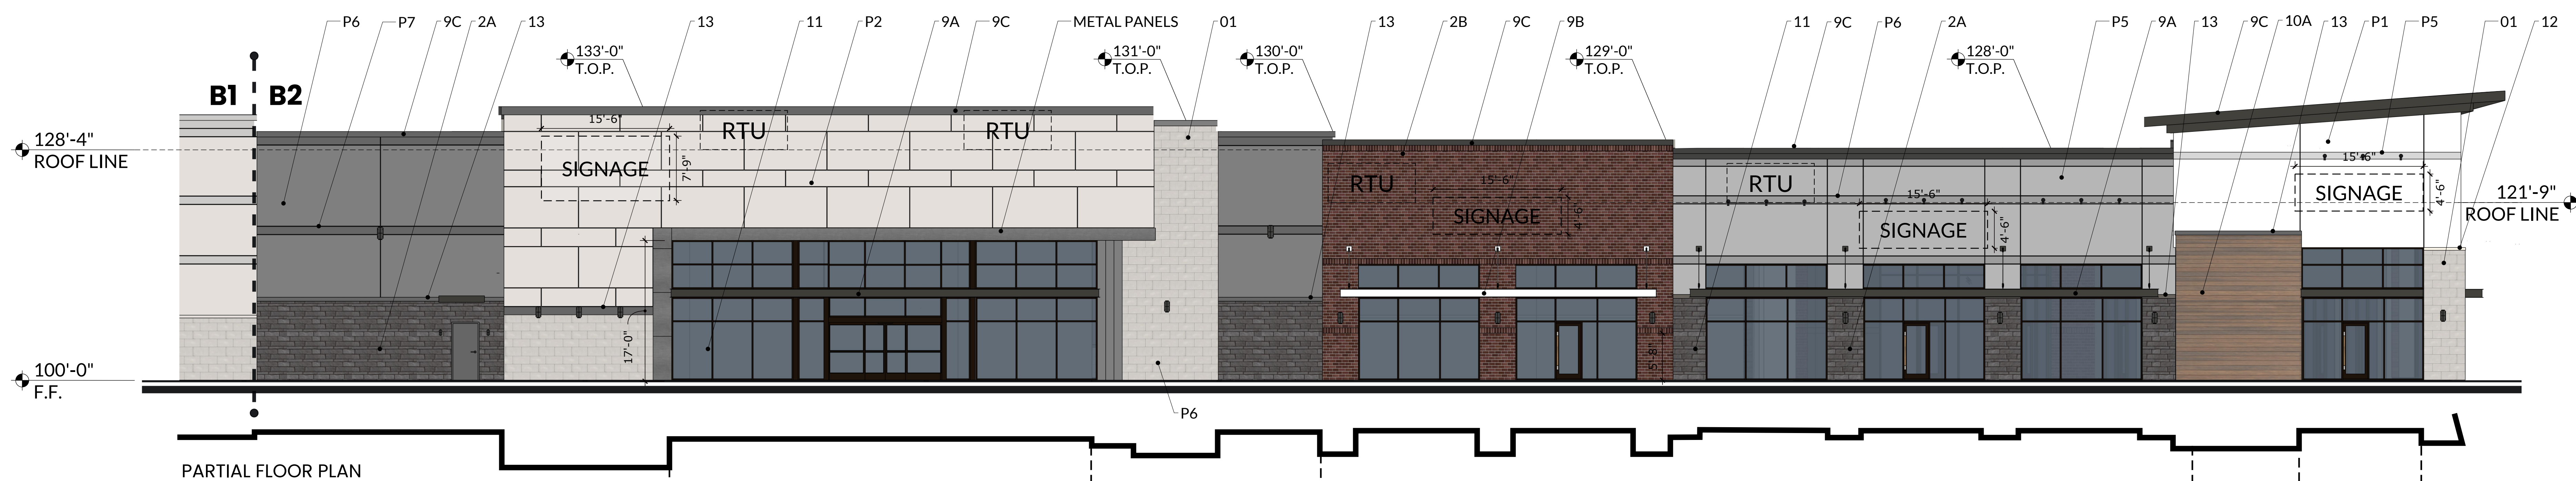 P6
P7
9C
2A
13
13
11
P2
9A
9C
METAL PANELS
01
13
2B
9C
9B
11
9C
P6
2A
P5
9A
13
9C
10A
13
P1
P5
01
12
133'-0"
T.O.P.
131'-0"
T.O.P.
130'-0"
T.O.P.
129'-0"
T.O.P.
128'-0"
T.O.P.
B1
B2
128'-4"
ROOF LINE
15'-6"
SIGNAGE
7'-9"
RTU
RTU
RTU
15'-6"
SIGNAGE
4'-6"
RTU
15'-6"
SIGNAGE
4'-6"
15'-6"
SIGNAGE
4'-6"
121'-9"
ROOF LINE
17'-0"
5'-8"
100'-0"
F.F.
P6
PARTIAL FLOOR PLAN